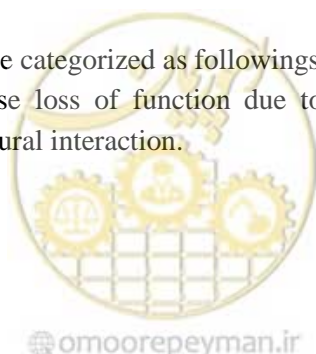 e categorized as followings
se loss of function due to
ural interaction.
omoorepeyman.ir